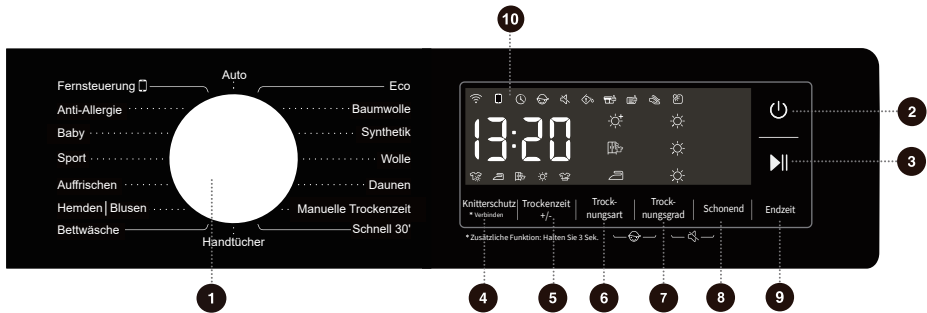 10
Auto
Fernsteuerung
Eco
Anti-Allergie
Baumwolle
Baby
Synthetik
Sport
Wolle
Auffrischen
Daunen
Hemden|Blusen
Manuelle Trockenzeit
Bettwäsche
Schnell 30'
Handtücher
13:20
2
3
Knitterschutz
* Verbinden
Trockenzeit
+/-
Trock-
nungsart
Trock-
nungsgrad
Schonend
Endzeit
* Zusätzliche Funktion: Halten Sie 3 Sek.
1
4
5
6
7
8
9